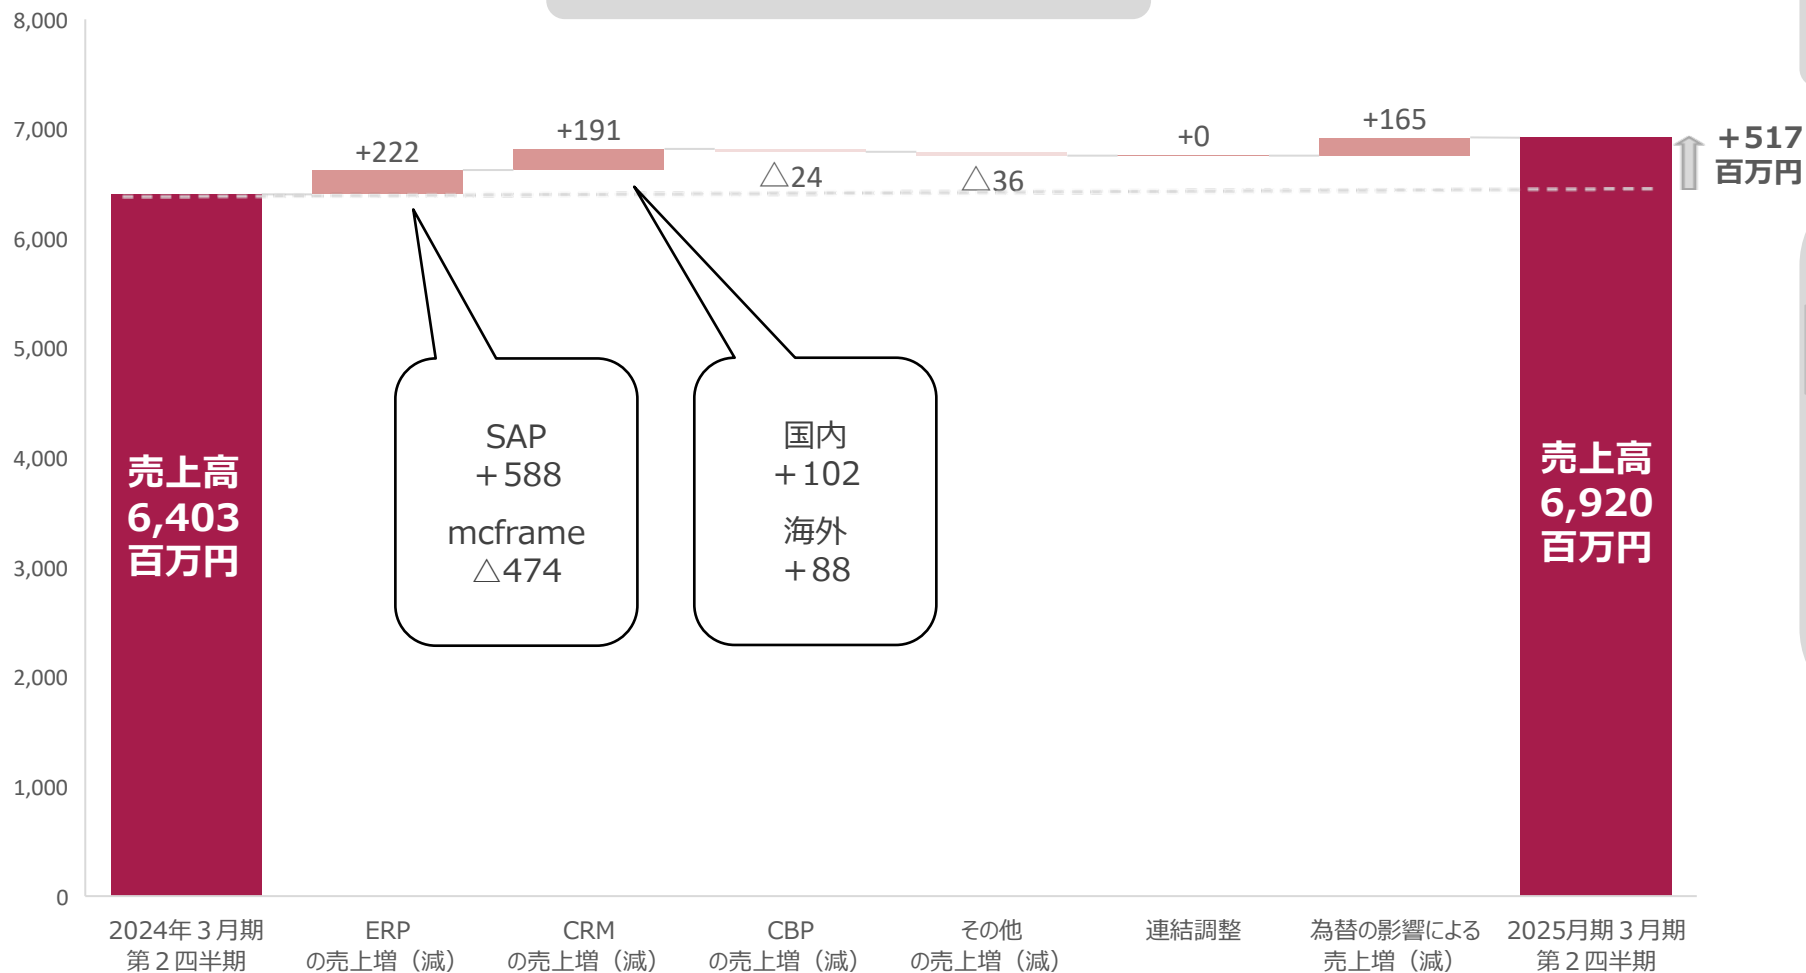 8,000
7,000
6,000
5,000
4,000
3,000
2,000
1,000
0
+222
+191
△24
△36
+0
+165
+517
百万円
売上高
6,403
百万円
SAP
+588
mcframe
△474
国内
+102
海外
+88
売上高
6,920
百万円
2024年3月期
第2四半期
ERP
の売上増（減）
CRM
の売上増（減）
CBP
の売上増（減）
その他
の売上増（減）
連結調整
為替の影響による
売上増（減）
2025月期3月期
第2四半期